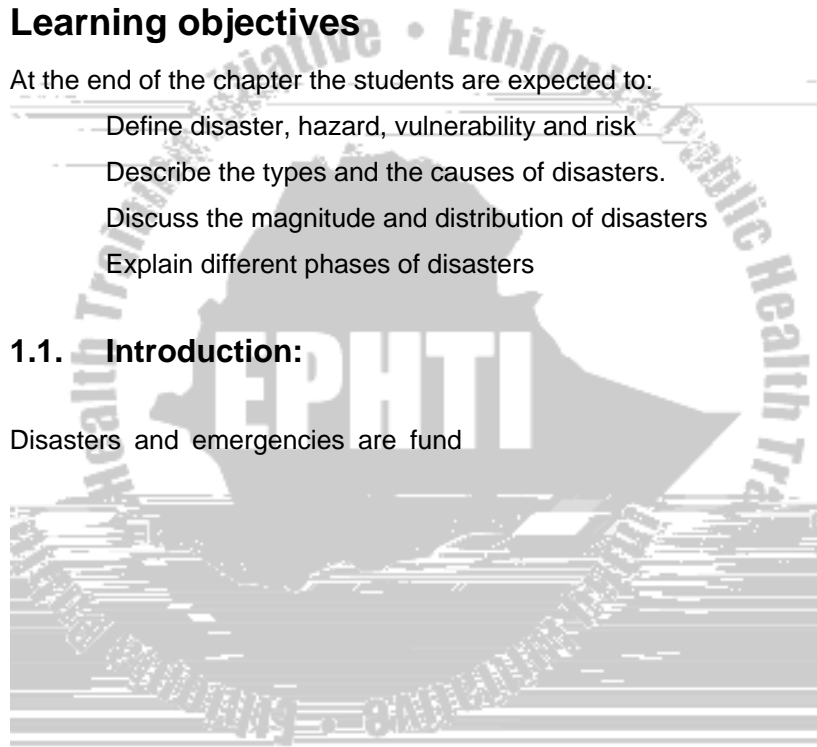 Learning objectives
At the end of the chapter the students are expected to:
Define disaster, hazard, vulnerability and risk
Describe the types and the causes of disasters.
Discuss the magnitude and distribution of disasters
Explain different phases of disasters
1.1. Introduction:
Disasters and emergencies are fund
EPHTI